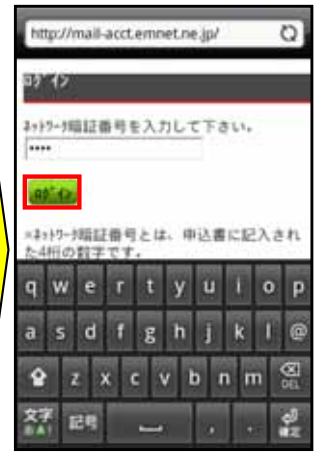 http://mail-acct.emnet.ne.jp/
ﾛｸﾞｲﾝ
ﾈｯﾄﾜｰｸ暗証番号を入力して下さい。
****
ﾛｸﾞｲﾝ
※ﾈｯﾄﾜｰｸ暗証番号とは、申込書に記入され
た4桁の数字です。
q w e r t y u i o p
a s d f g h j k l @
z x c v b n m DEL
文字 あA1 記号 , . 確定